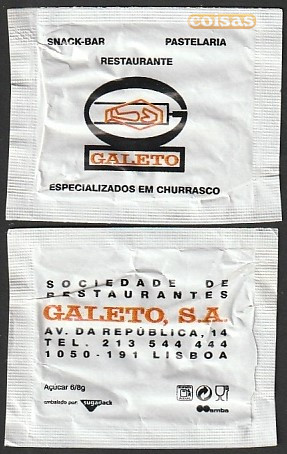 coisas
SNACK-BAR PASTELARIA
RESTAURANTE
GALETO
ESPECIALIZADOS EM CHURRASCO
SOCIEDADE DE
RESTAURANTES
GALETO, S.A.
AV. DA REPÚBLICA, 14
TEL. 213 544 444
1050-191 LISBOA
Açúcar 6/8g
embalado por: sugarpack
amba